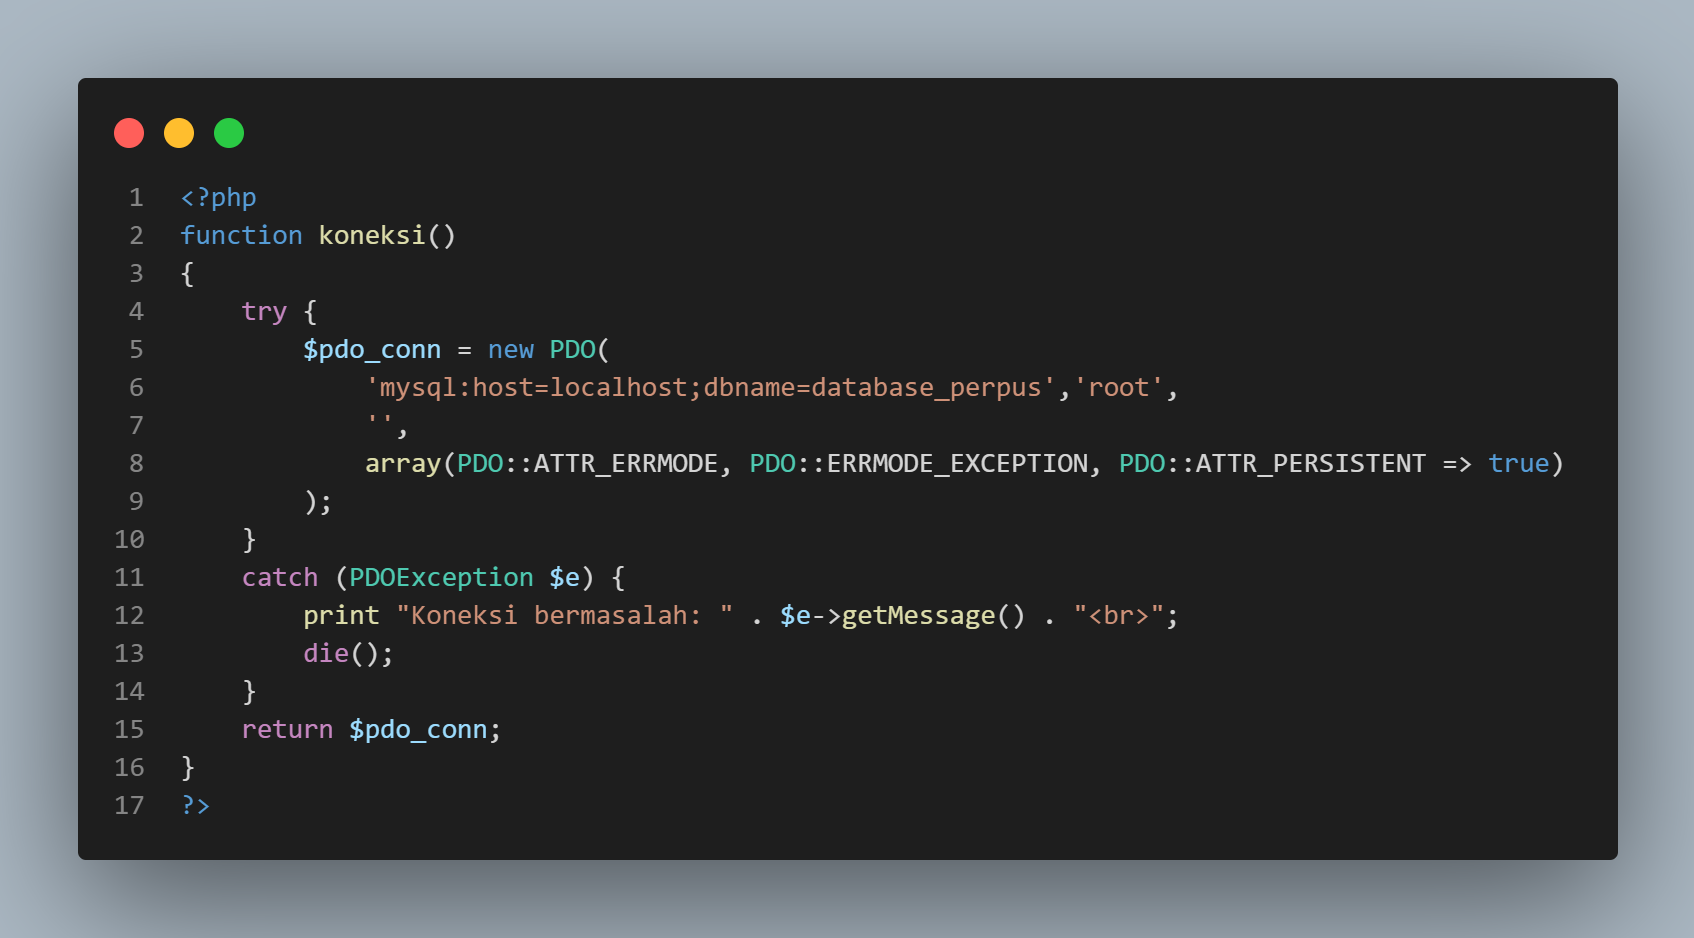 1 <?php
2 function koneksi()
3 {
4     try {
5         $pdo_conn = new PDO(
6             'mysql:host=localhost;dbname=database_perpus','root',
7             '',
8             array(PDO::ATTR_ERRMODE, PDO::ERRMODE_EXCEPTION, PDO::ATTR_PERSISTENT => true)
9         );
10     }
11     catch (PDOException $e) {
12         print "Koneksi bermasalah: " . $e->getMessage() . "<br>";
13         die();
14     }
15     return $pdo_conn;
16 }
17 ?>